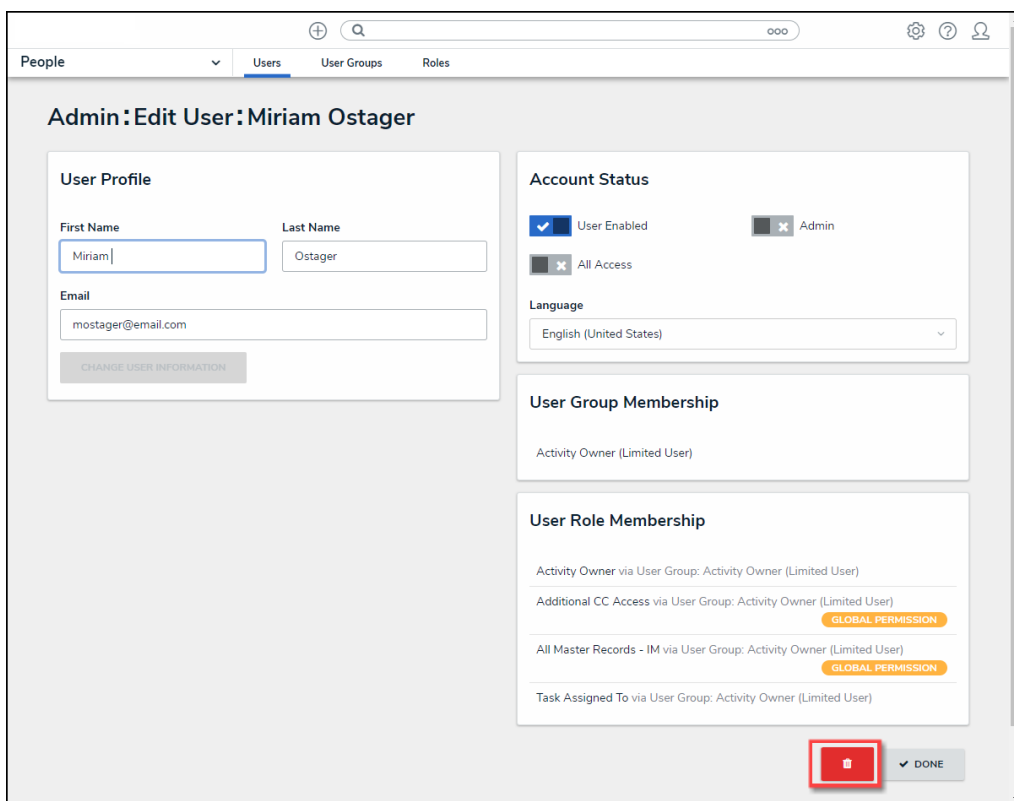 ooo
People
Users
User Groups
Roles
Admin:Edit User:Miriam Ostager
User Profile
First Name
Last Name
Miriam
Ostager
Email
mostager@email.com
CHANGE USER INFORMATION
Account Status
User Enabled
Admin
All Access
Language
English (United States)
User Group Membership
Activity Owner (Limited User)
User Role Membership
Activity Owner via User Group: Activity Owner (Limited User)
Additional CC Access via User Group: Activity Owner (Limited User)
GLOBAL PERMISSION
All Master Records - IM via User Group: Activity Owner (Limited User)
GLOBAL PERMISSION
Task Assigned To via User Group: Activity Owner (Limited User)
DONE